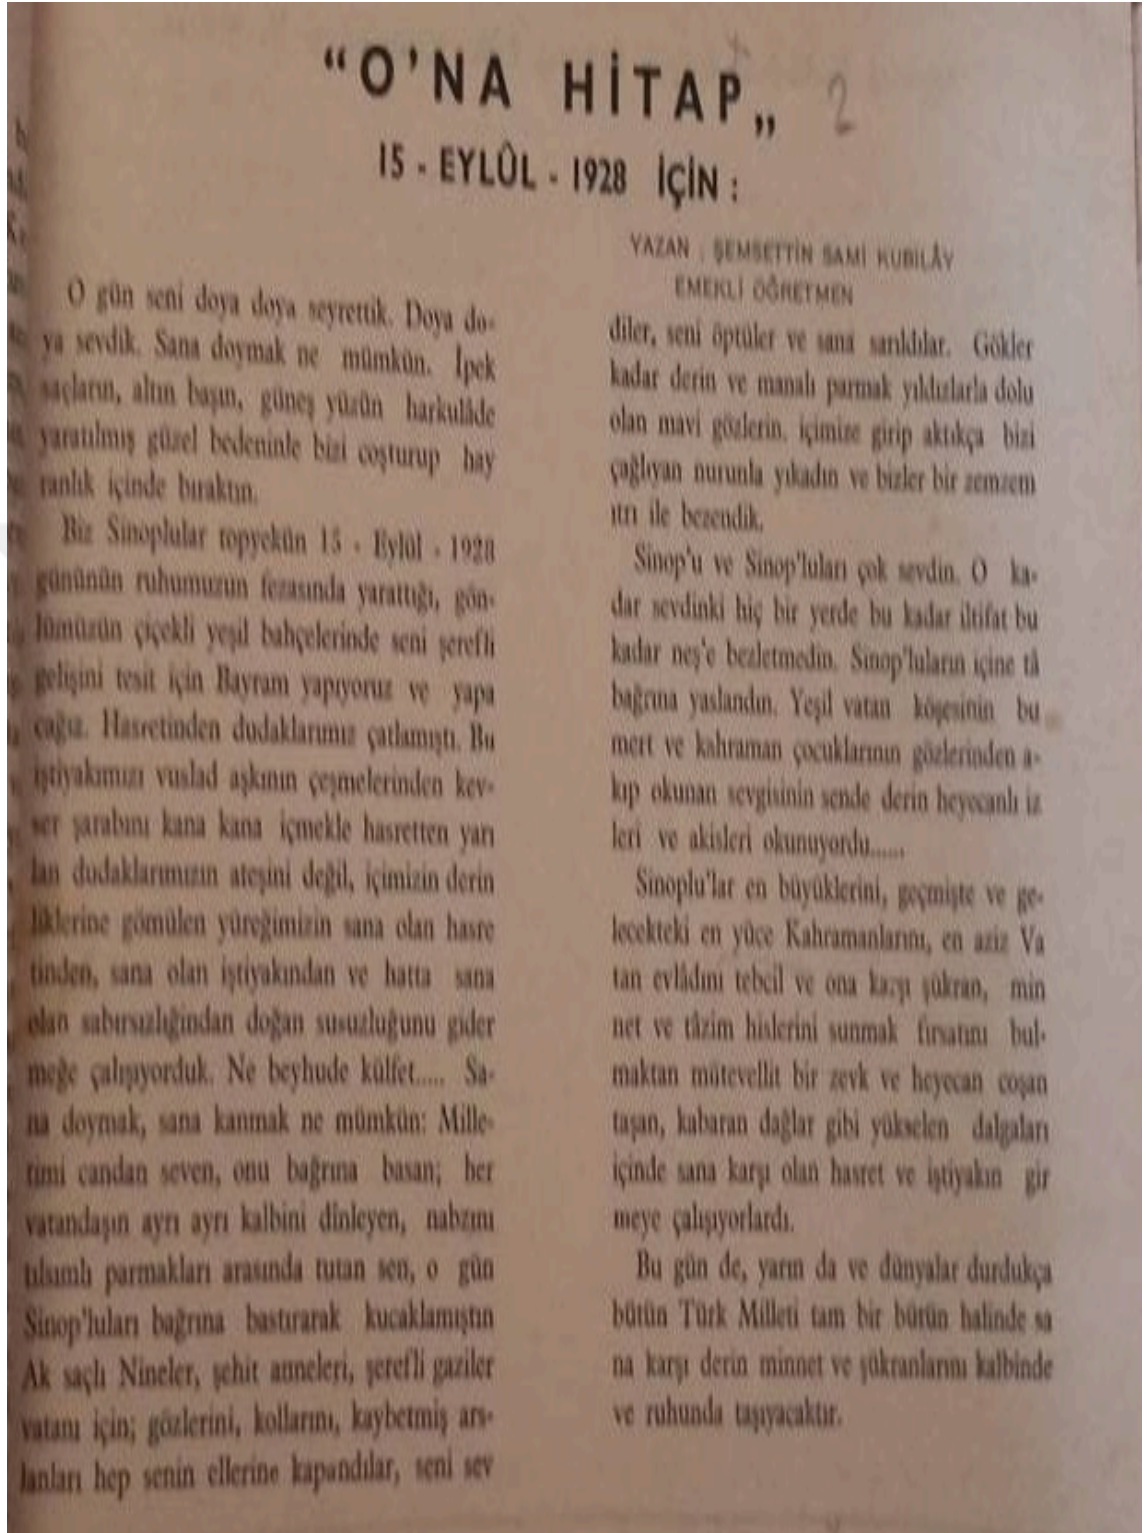 "O'NA HİTAP„ 2
15 - EYLÛL - 1928 İÇİN :
YAZAN : ŞEMSETTİN SAMİ KUBİLÂY
EMEKLİ ÖĞRETMEN
O gün seni doya doya seyrettik. Doya do-
ya sevdik. Sana doymak ne mümkün. İpek
saçların, altın başın, güneş yüzün harkulâde
yaratılmış güzel bedeninle bizi coşturup hay
ranlık içinde bıraktın.
Biz Sinoplular topyekün 15 - Eylûl - 1928
gününün ruhumuzun fezasında yarattığı, gön-
lümüzün çiçekli yeşil bahçelerinde seni şerefli
gelişini tesit için Bayram yapıyoruz ve yapa
cağız. Hasretinden dudaklarımız çatlamıştı. Bu
iştiyakımızı vuslad aşkının çeşmelerinden kev-
ser şarabını kana kana içmekle hasretten yarı
lan dudaklarımızın ateşini değil, içimizin derin
liklerine gömülen yüreğimizin sana olan hasre
tinden, sana olan iştiyakından ve hatta sana
olan sabırsızlığından doğan susuzluğunu gider
meğe çalışıyorduk. Ne beyhude külfet..... Sa-
na doymak, sana kanmak ne mümkün: Mille-
timi candan seven, onu bağrına basan; her
vatandaşın ayrı ayrı kalbini dinleyen, nabzını
tılsımlı parmakları arasında tutan sen, o gün
Sinop'luları bağrına bastırarak kucaklamıştın
Ak saçlı Nineler, şehit anneleri, şerefli gaziler
vatanı için; gözlerini, kollarını, kaybetmiş ars-
lanları hep senin ellerine kapandılar, seni sev
diler, seni öptüler ve sana sarıldılar. Gökler
kadar derin ve manalı parmak yıldızlarla dolu
olan mavi gözlerin, içimize girip aktıkça bizi
çağlıyan nurunla yıkadın ve bizler bir zemzem
ıtrı ile bezendik.
Sinop'u ve Sinop'luları çok sevdin. O ka-
dar sevdinki hiç bir yerde bu kadar iltifat bu
kadar neş'e bezletmedin. Sinop'luların içine tâ
bağrına yaslandın. Yeşil vatan köşesinin bu
mert ve kahraman çocuklarının gözlerinden a-
kıp okunan sevgisinin sende derin heyecanlı iz
leri ve akisleri okunuyordu......
Sinoplu'lar en büyüklerini, geçmişte ve ge-
lecekteki en yüce Kahramanlarını, en aziz Va
tan evlâdını tebcil ve ona karşı şükran, min
net ve tâzim hislerini sunmak fırsatını bul-
maktan mütevellit bir zevk ve heyecan coşan
taşan, kabaran dağlar gibi yükselen dalgaları
içinde sana karşı olan hasret ve iştiyakın gir
meye çalışıyorlardı.
Bu gün de, yarın da ve dünyalar durdukça
bütün Türk Milleti tam bir bütün halinde sa
na karşı derin minnet ve şükranlarını kalbinde
ve ruhunda taşıyacaktır.